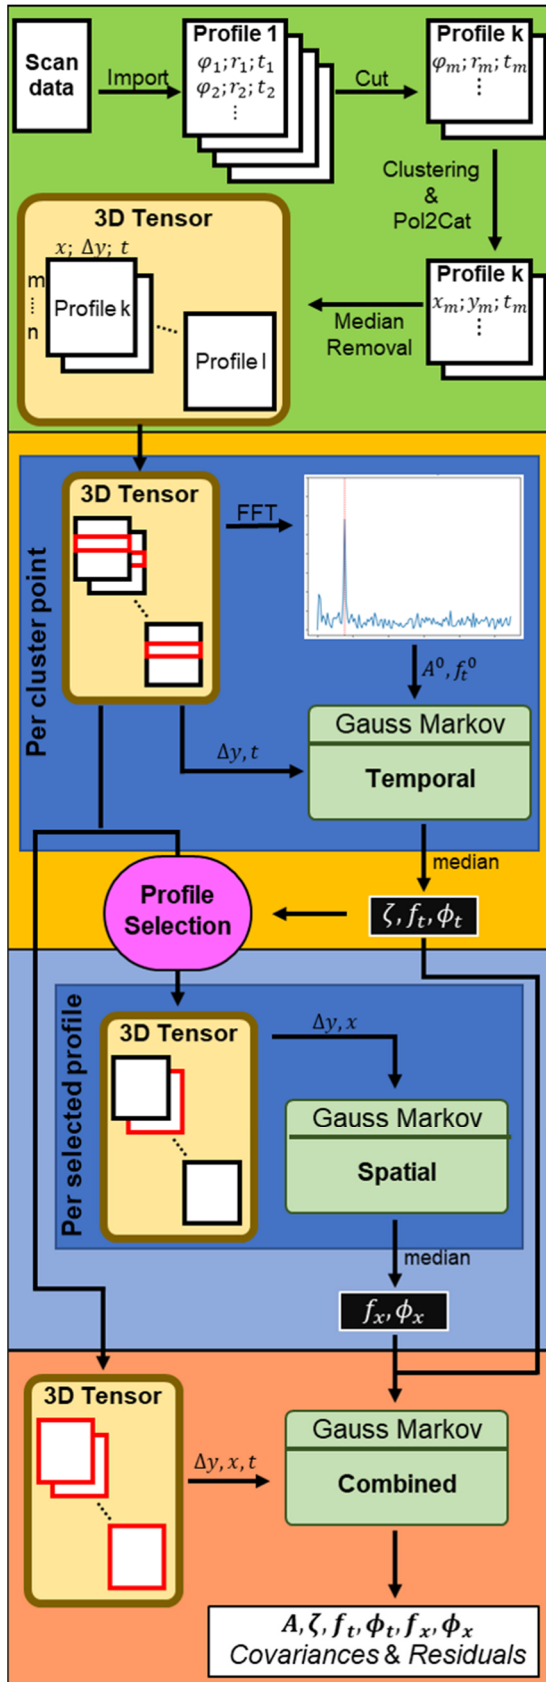 Scan
data
Import
Profile 1
φ₁; r₁; t₁
φ₂; r₂; t₂
⋮
Cut
Profile k
φₘ; rₘ; tₘ
⋮
Clustering
&
Pol2Cat
Profile k
xₘ; yₘ; tₘ
⋮
Median
Removal
3D Tensor
x; Δy; t
m
n
Profile k
Profile l
Per cluster point
3D Tensor
FFT
A⁰, fₜ⁰
Δy, t
Gauss Markov
Temporal
median
ζ, fₜ, ϕₜ
Profile
Selection
Per selected profile
3D Tensor
Δy, x
Gauss Markov
Spatial
median
fₓ, ϕₓ
3D Tensor
Δy, x, t
Gauss Markov
Combined
A, ζ, fₜ, ϕₜ, fₓ, ϕₓ
Covariances & Residuals